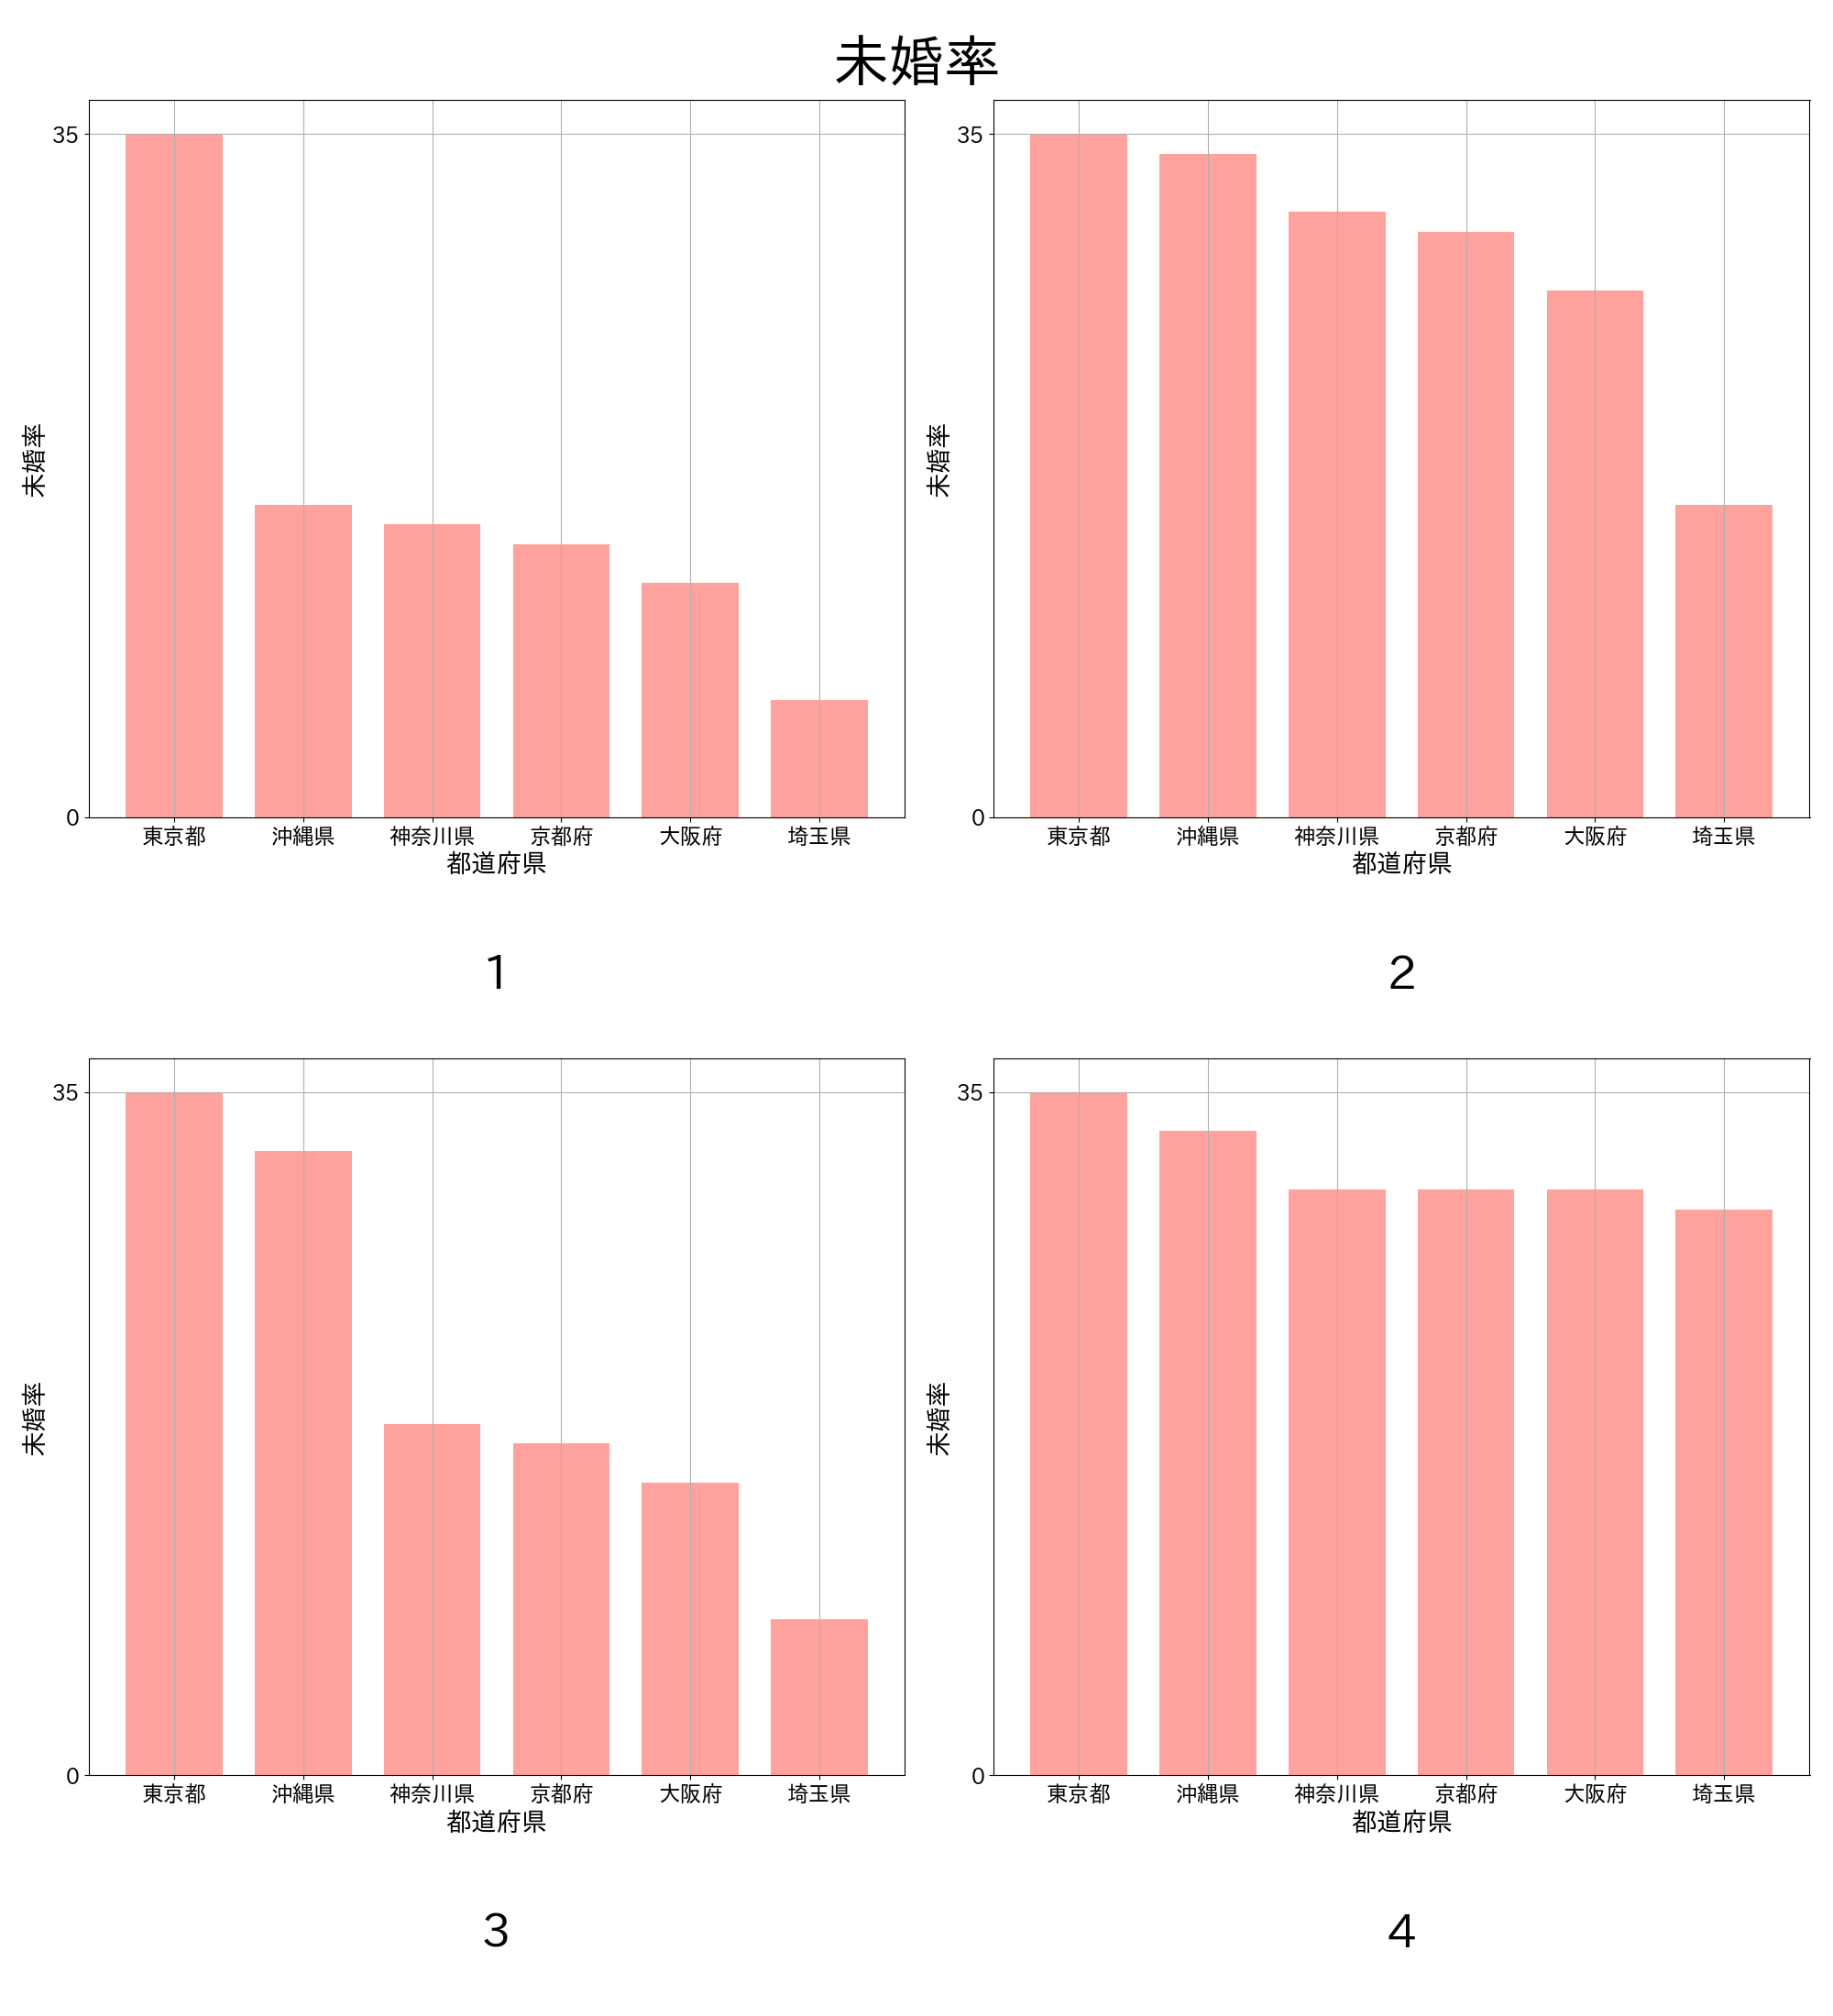 未婚率
35
0
未婚率
東京都 沖縄県 神奈川県 京都府 大阪府 埼玉県
都道府県
1
35
0
未婚率
東京都 沖縄県 神奈川県 京都府 大阪府 埼玉県
都道府県
2
35
0
未婚率
東京都 沖縄県 神奈川県 京都府 大阪府 埼玉県
都道府県
3
35
0
未婚率
東京都 沖縄県 神奈川県 京都府 大阪府 埼玉県
都道府県
4